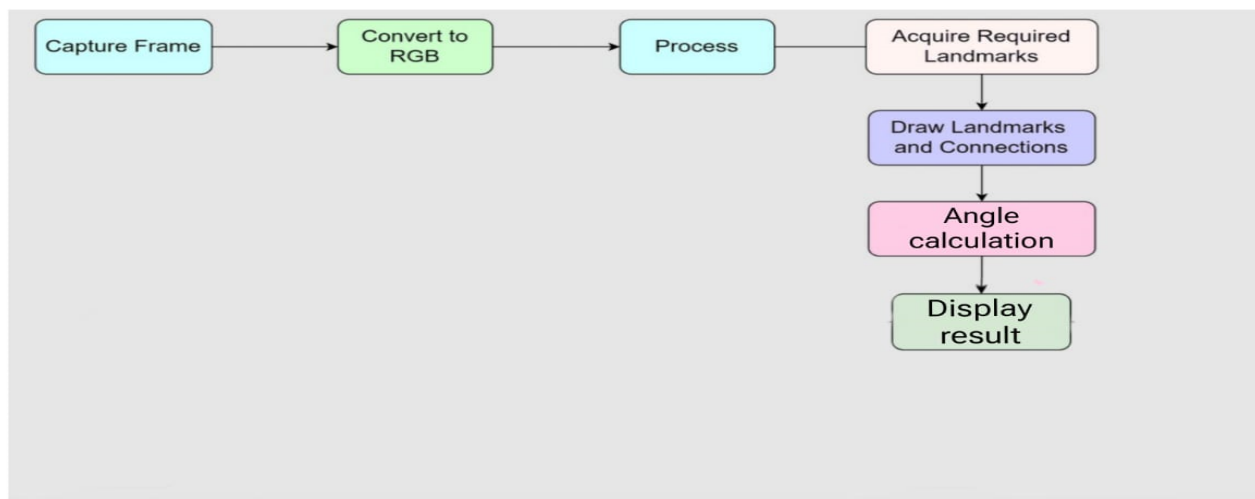 Capture Frame
Convert to
RGB
Process
Acquire Required
Landmarks
Draw Landmarks
and Connections
Angle
calculation
Display
result